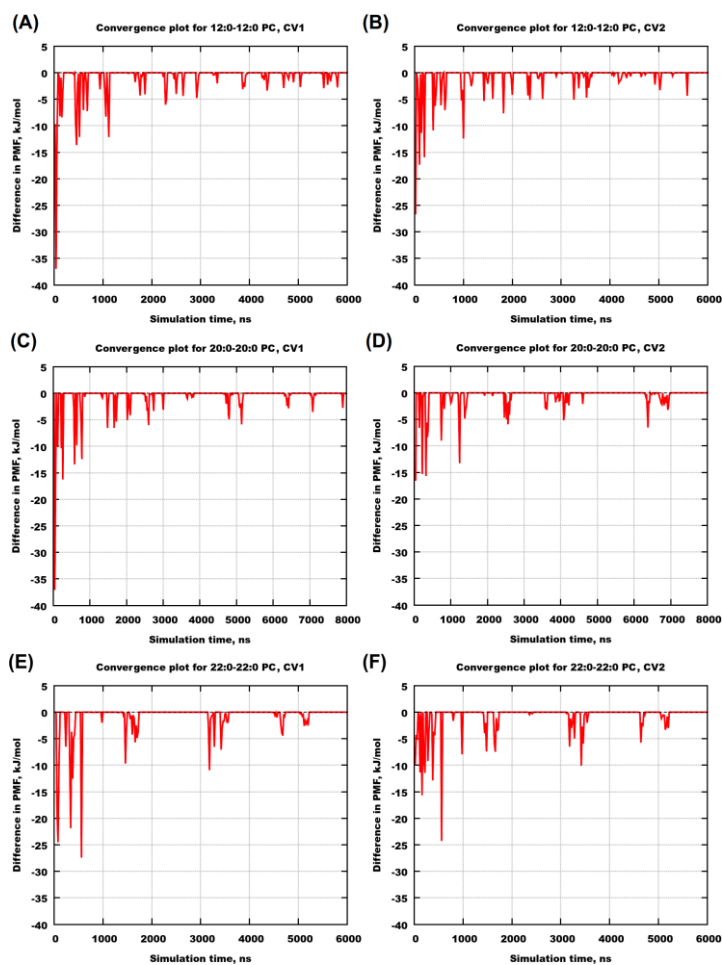 (A)
Convergence plot for 12:0-12:0 PC, CV1
Difference in PMF, kJ/mol
5
0
-5
-10
-15
-20
-25
-30
-35
-40
0 1000 2000 3000 4000 5000 6000
Simulation time, ns
(B)
Convergence plot for 12:0-12:0 PC, CV2
Difference in PMF, kJ/mol
5
0
-5
-10
-15
-20
-25
-30
-35
-40
0 1000 2000 3000 4000 5000 6000
Simulation time, ns
(C)
Convergence plot for 20:0-20:0 PC, CV1
Difference in PMF, kJ/mol
5
0
-5
-10
-15
-20
-25
-30
-35
-40
0 1000 2000 3000 4000 5000 6000 7000 8000
Simulation time, ns
(D)
Convergence plot for 20:0-20:0 PC, CV2
Difference in PMF, kJ/mol
5
0
-5
-10
-15
-20
-25
-30
-35
-40
0 1000 2000 3000 4000 5000 6000 7000 8000
Simulation time, ns
(E)
Convergence plot for 22:0-22:0 PC, CV1
Difference in PMF, kJ/mol
5
0
-5
-10
-15
-20
-25
-30
-35
-40
0 1000 2000 3000 4000 5000 6000
Simulation time, ns
(F)
Convergence plot for 22:0-22:0 PC, CV2
Difference in PMF, kJ/mol
5
0
-5
-10
-15
-20
-25
-30
-35
-40
0 1000 2000 3000 4000 5000 6000
Simulation time, ns